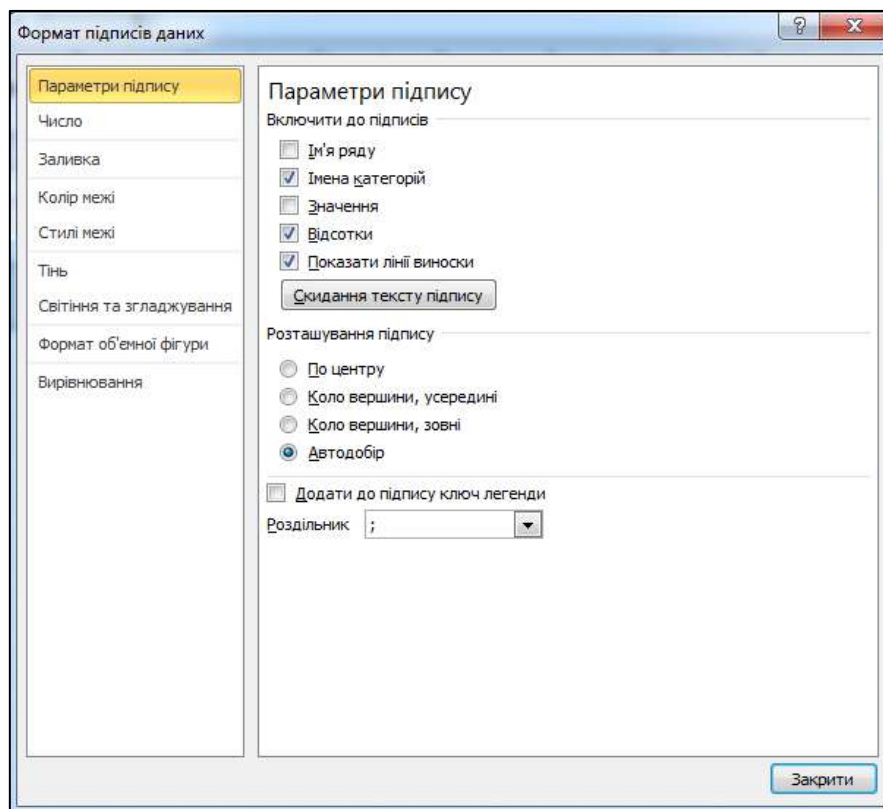 Формат підписів даних
Параметри підпису
Число
Заливка
Колір межі
Стилі межі
Тінь
Світіння та згладжування
Формат об'ємної фігури
Вирівнювання
Параметри підпису
Включити до підписів
Ім'я ряду
Імена категорій
Значення
Відсотки
Показати лінії виноски
Скидання тексту підпису
Розташування підпису
По центру
Коло вершини, усередині
Коло вершини, зовні
Автодобір
Додати до підпису ключ легенди
Роздільник ;
Закрити